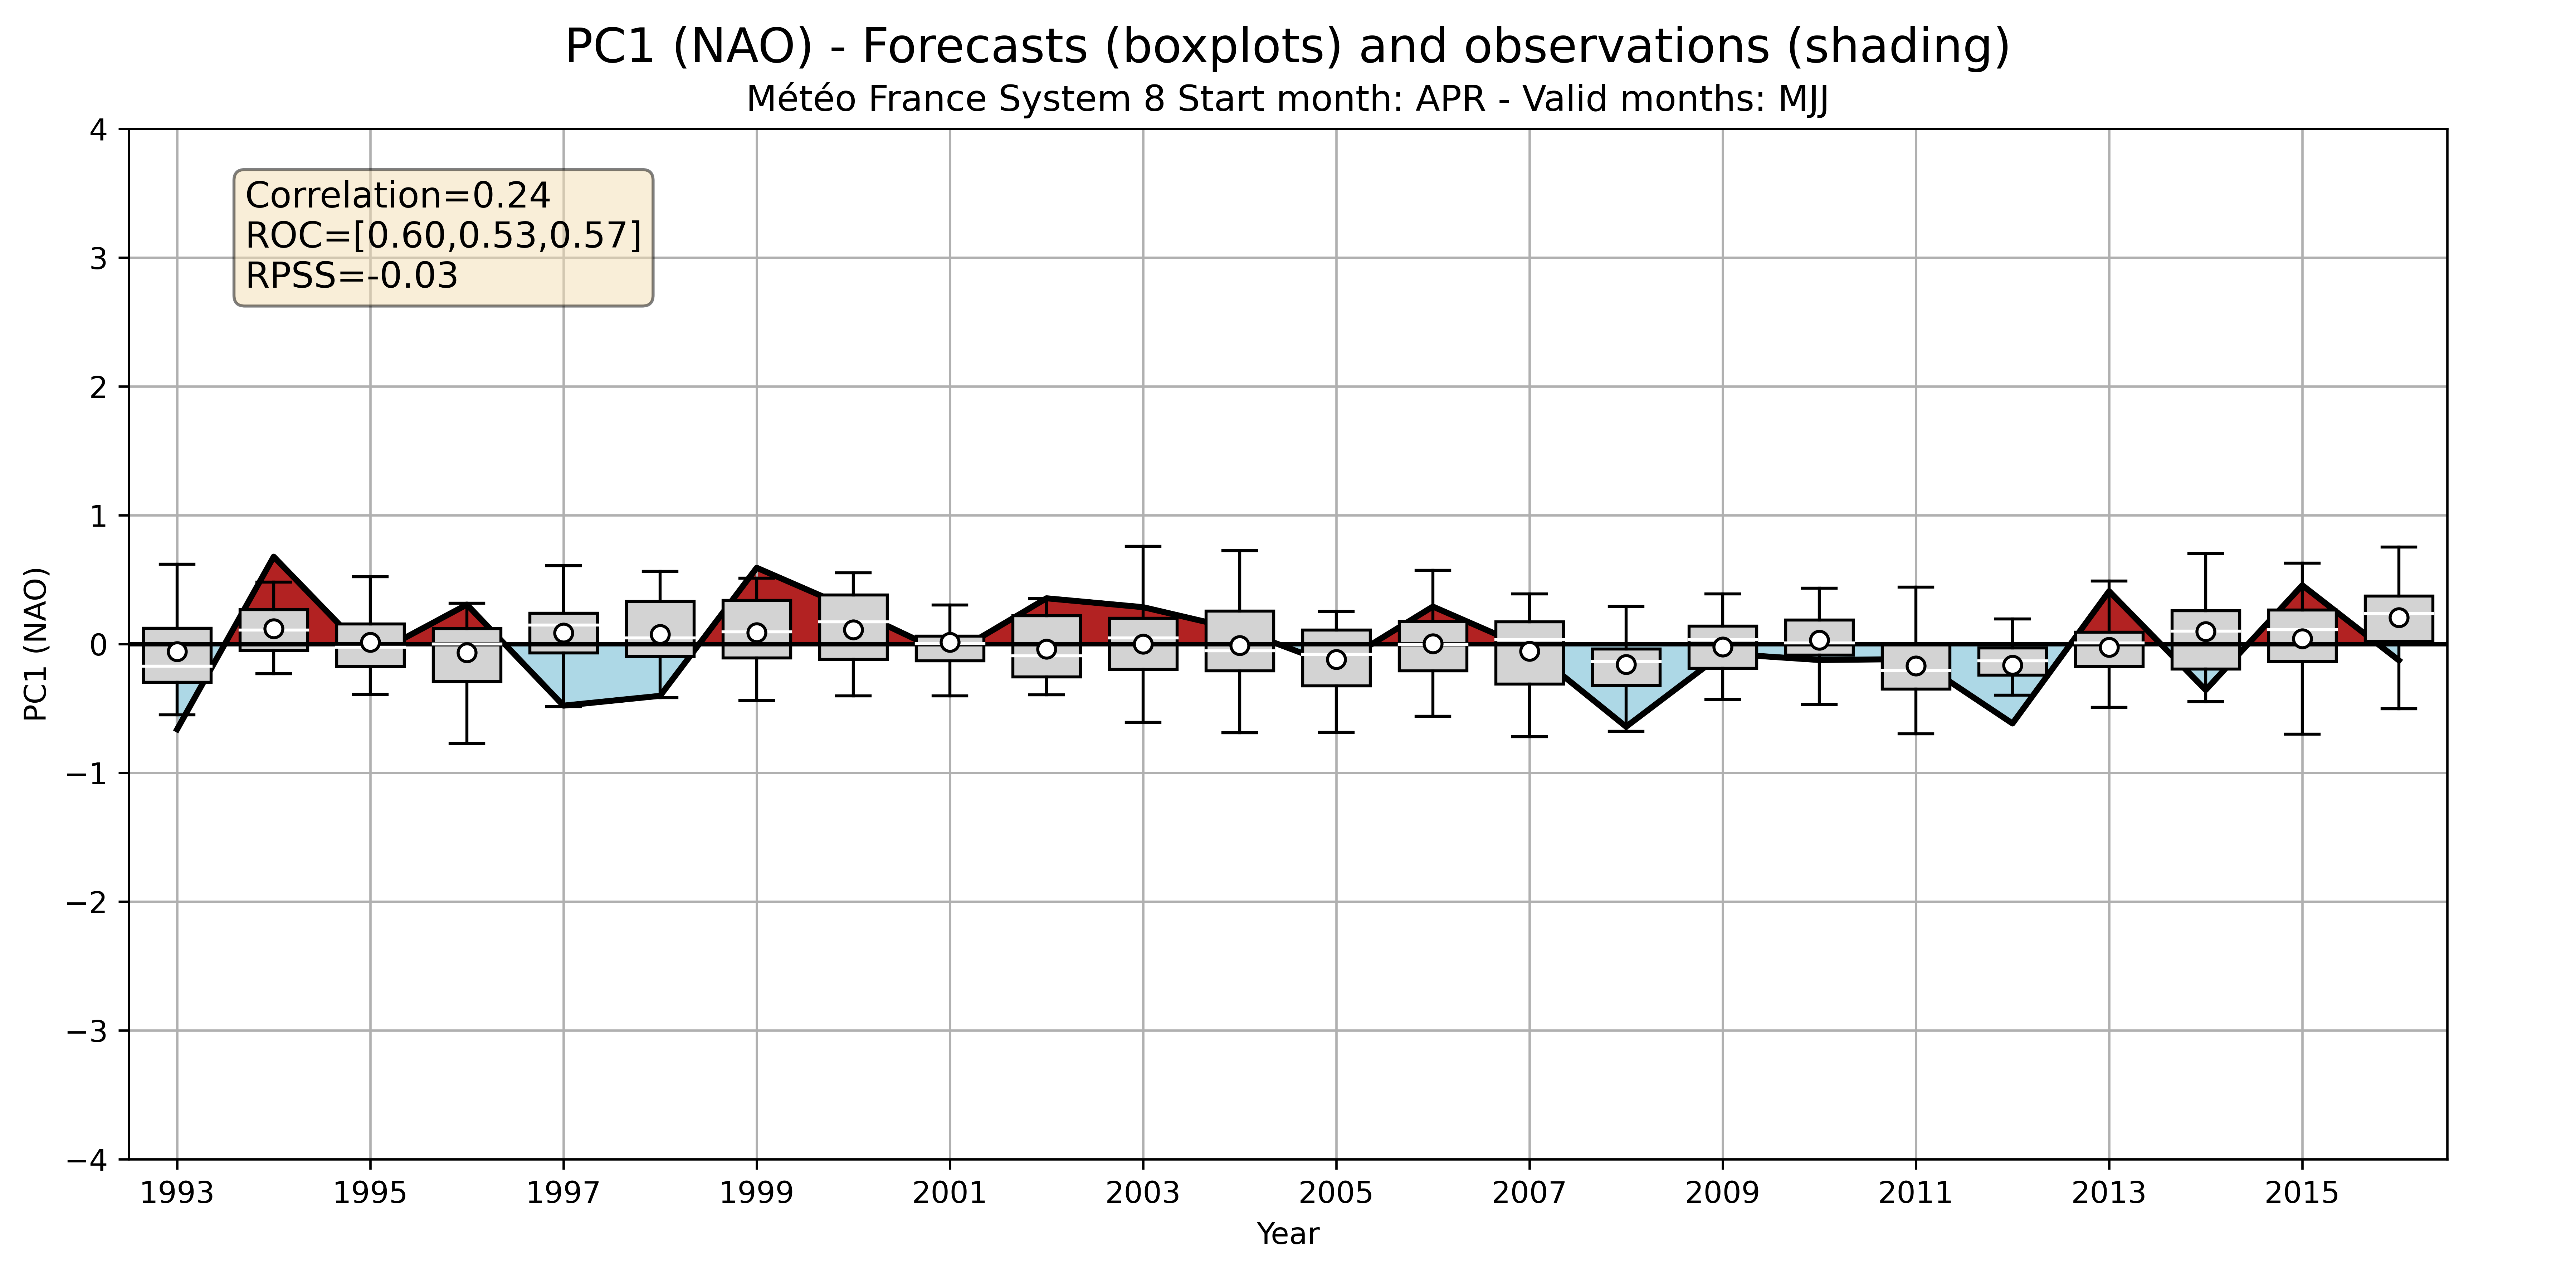 PC1 (NAO) - Forecasts (boxplots) and observations (shading)
Météo France System 8 Start month: APR - Valid months: MJJ
Correlation=0.24
ROC=[0.60,0.53,0.57]
RPSS=-0.03
PC1 (NAO)
4
3
2
1
0
−1
−2
−3
−4
1993 1995 1997 1999 2001 2003 2005 2007 2009 2011 2013 2015
Year